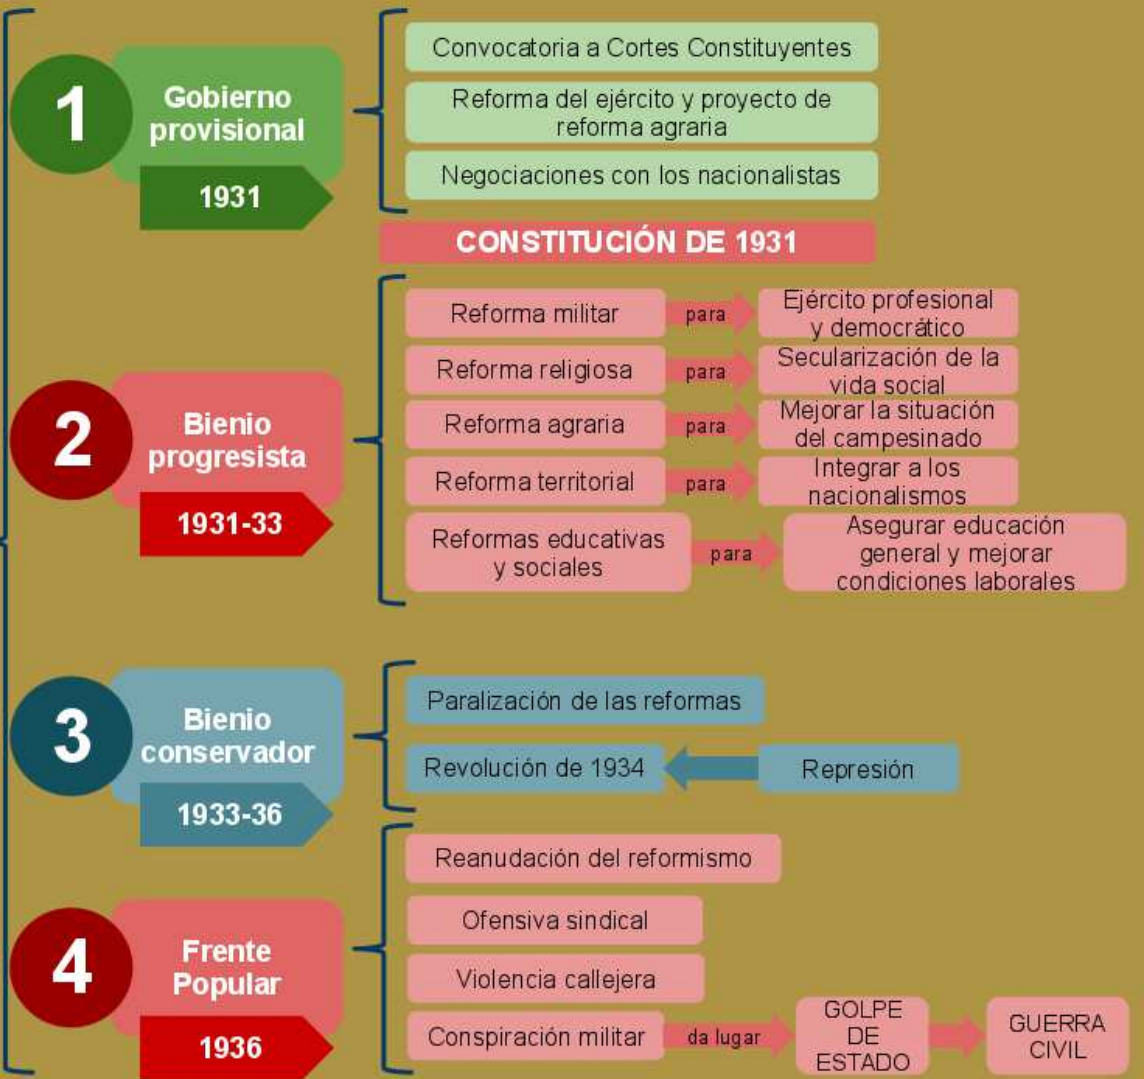 1
Gobierno
provisional
1931
Convocatoria a Cortes Constituyentes
Reforma del ejército y proyecto de
reforma agraria
Negociaciones con los nacionalistas
CONSTITUCIÓN DE 1931
2
Bienio
progresista
1931-33
Reforma militar
para
Ejército profesional
y democrático
Reforma religiosa
para
Secularización de la
vida social
Reforma agraria
para
Mejorar la situación
del campesinado
Reforma territorial
para
Integrar a los
nacionalismos
Reformas educativas
y sociales
para
Asegurar educación
general y mejorar
condiciones laborales
3
Bienio
conservador
1933-36
Paralización de las reformas
Revolución de 1934
Represión
4
Frente
Popular
1936
Reanudación del reformismo
Ofensiva sindical
Violencia callejera
Conspiración militar
da lugar
GOLPE
DE
ESTADO
GUERRA
CIVIL